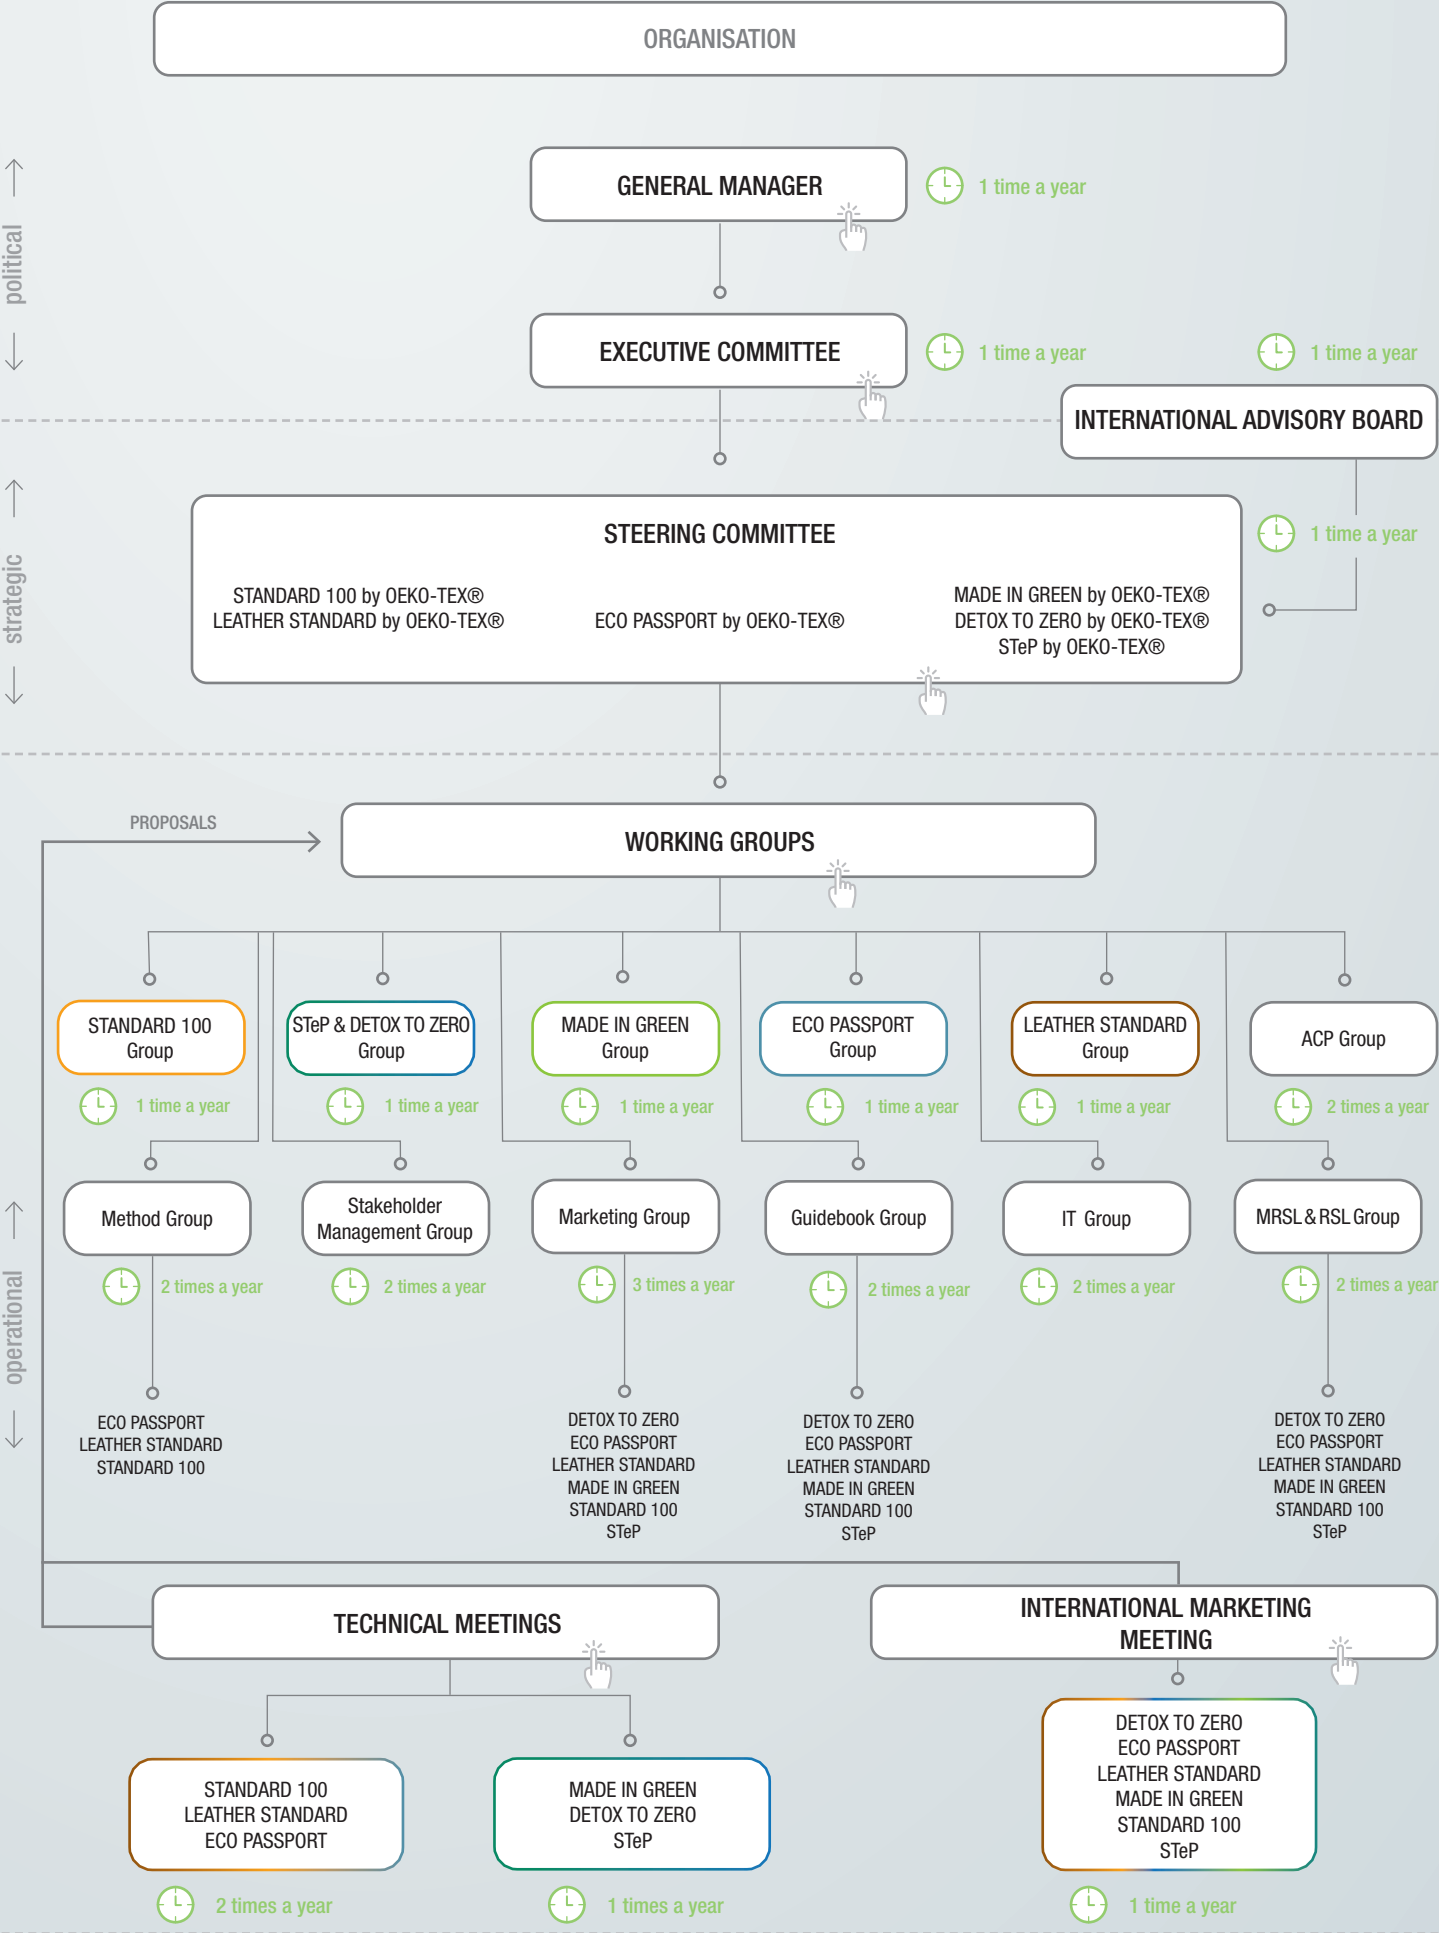 ORGANISATION
political
GENERAL MANAGER
1 time a year
EXECUTIVE COMMITTEE
1 time a year
1 time a year
INTERNATIONAL ADVISORY BOARD
strategic
STEERING COMMITTEE
1 time a year
STANDARD 100 by OEKO-TEX®
LEATHER STANDARD by OEKO-TEX®
ECO PASSPORT by OEKO-TEX®
MADE IN GREEN by OEKO-TEX®
DETOX TO ZERO by OEKO-TEX®
STeP by OEKO-TEX®
operational
PROPOSALS
WORKING GROUPS
STANDARD 100
Group
1 time a year
STeP & DETOX TO ZERO
Group
1 time a year
MADE IN GREEN
Group
1 time a year
ECO PASSPORT
Group
1 time a year
LEATHER STANDARD
Group
1 time a year
ACP Group
2 times a year
Method Group
2 times a year
Stakeholder
Management Group
2 times a year
Marketing Group
3 times a year
Guidebook Group
2 times a year
IT Group
2 times a year
MRSL & RSL Group
2 times a year
ECO PASSPORT
LEATHER STANDARD
STANDARD 100
DETOX TO ZERO
ECO PASSPORT
LEATHER STANDARD
MADE IN GREEN
STANDARD 100
STeP
DETOX TO ZERO
ECO PASSPORT
LEATHER STANDARD
MADE IN GREEN
STANDARD 100
STeP
DETOX TO ZERO
ECO PASSPORT
LEATHER STANDARD
MADE IN GREEN
STANDARD 100
STeP
TECHNICAL MEETINGS
STANDARD 100
LEATHER STANDARD
ECO PASSPORT
2 times a year
MADE IN GREEN
DETOX TO ZERO
STeP
1 times a year
INTERNATIONAL MARKETING
MEETING
DETOX TO ZERO
ECO PASSPORT
LEATHER STANDARD
MADE IN GREEN
STANDARD 100
STeP
1 time a year